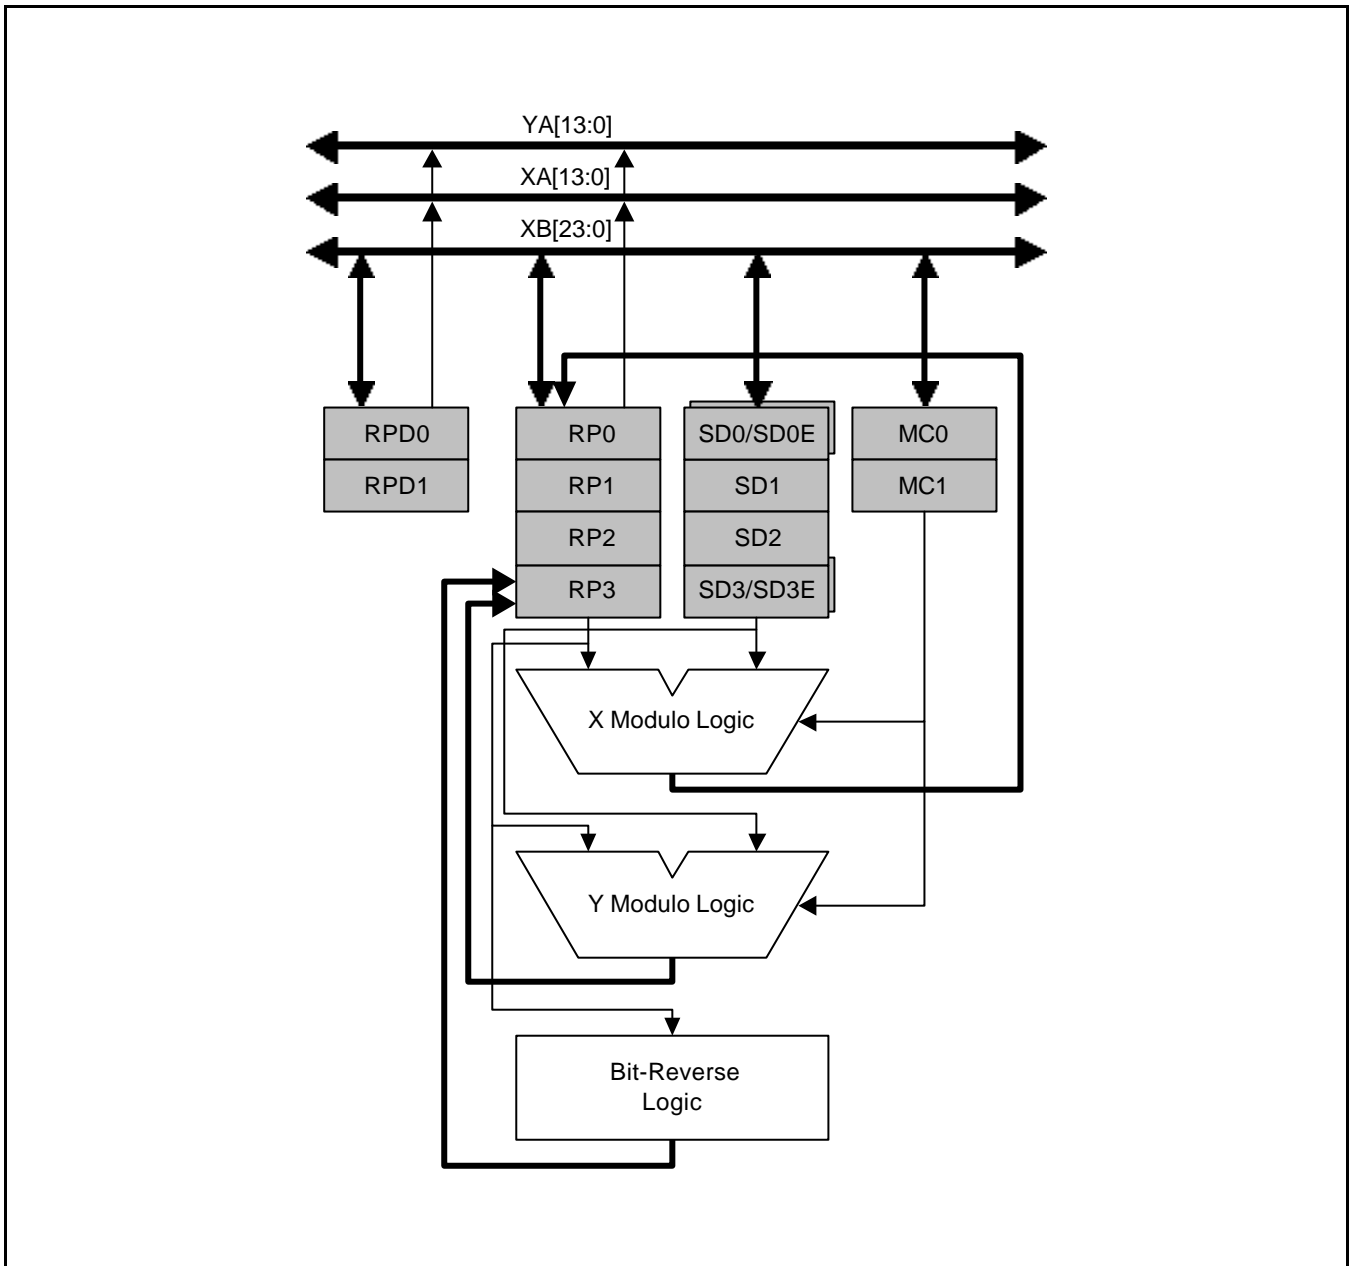 YA[13:0]
XA[13:0]
XB[23:0]
RPD0
RPD1
RP0
RP1
RP2
RP3
SD0/SD0E
SD1
SD2
SD3/SD3E
MC0
MC1
X Modulo Logic
Y Modulo Logic
Bit-Reverse
Logic